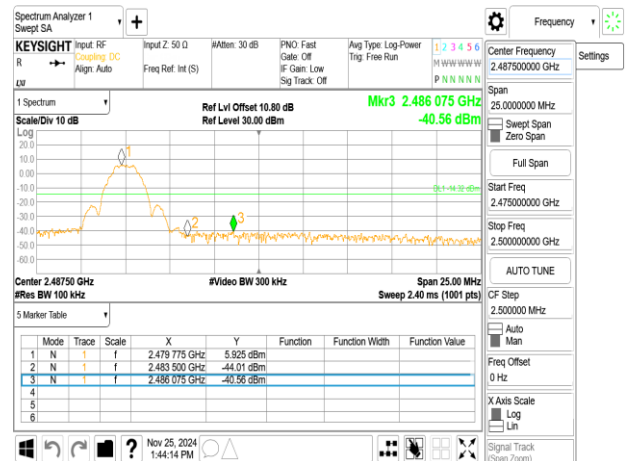 Spectrum Analyzer 1
Swept SA
Frequency
KEYSIGHT
R
LXI
Input: RF
Coupling: DC
Align: Auto
Input Z: 50 Ω
Freq Ref: Int (S)
#Atten: 30 dB
PNO: Fast
Gate: Off
IF Gain: Low
Sig Track: Off
Avg Type: Log-Power
Trig: Free Run
1 2 3 4 5 6
M W W W W W
P N N N N N
Center Frequency
2.487500000 GHz
Settings
Span
25.0000000 MHz
Swept Span
Zero Span
Full Span
Start Freq
2.475000000 GHz
Stop Freq
2.500000000 GHz
AUTO TUNE
CF Step
2.500000 MHz
Auto
Man
Freq Offset
0 Hz
X Axis Scale
Log
Lin
Signal Track
(Span Zoom)
1 Spectrum
Scale/Div 10 dB
Ref Lvl Offset 10.80 dB
Ref Level 30.00 dBm
Mkr3 2.486 075 GHz
-40.56 dBm
Log
20.0
10.0
0.00
-10.0
-20.0
-30.0
-40.0
-50.0
-60.0
1
2
3
DL1 -14.32 dBm
Center 2.48750 GHz
#Video BW 300 kHz
Span 25.00 MHz
#Res BW 100 kHz
Sweep 2.40 ms (1001 pts)
5 Marker Table
Mode Trace Scale X Y Function Function Width Function Value
1 N 1 f 2.479 775 GHz 5.925 dBm
2 N 1 f 2.483 500 GHz -44.01 dBm
3 N 1 f 2.486 075 GHz -40.56 dBm
4
5
6
?
Nov 25, 2024
1:44:14 PM